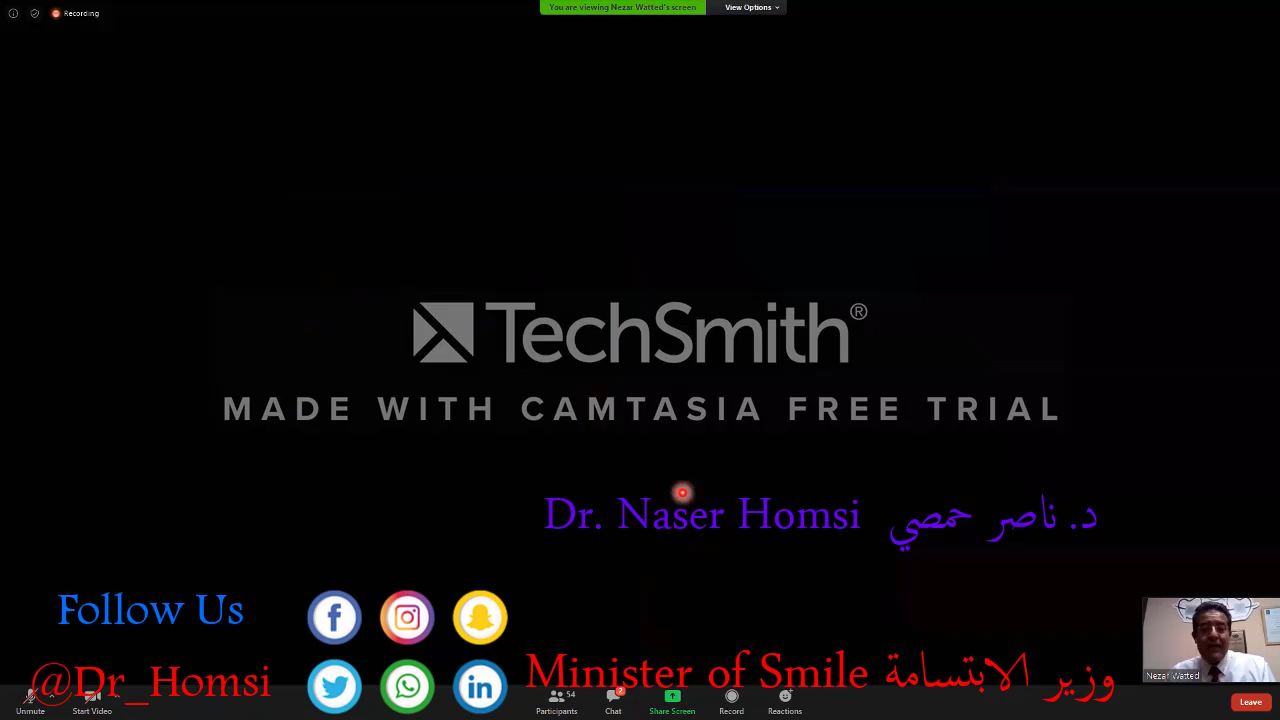 Recording
You are viewing Nezar Watted's screen
View Options
TechSmith®
MADE WITH CAMTASIA FREE TRIAL
Dr. Naser Homsi د. ناصر حمصي
Follow Us
@Dr_Homsi
Minister of Smile وزير الابتسامة
Nezar Watted
Unmute
Start Video
Participants 54
Chat 2
Share Screen
Record
Reactions
Leave